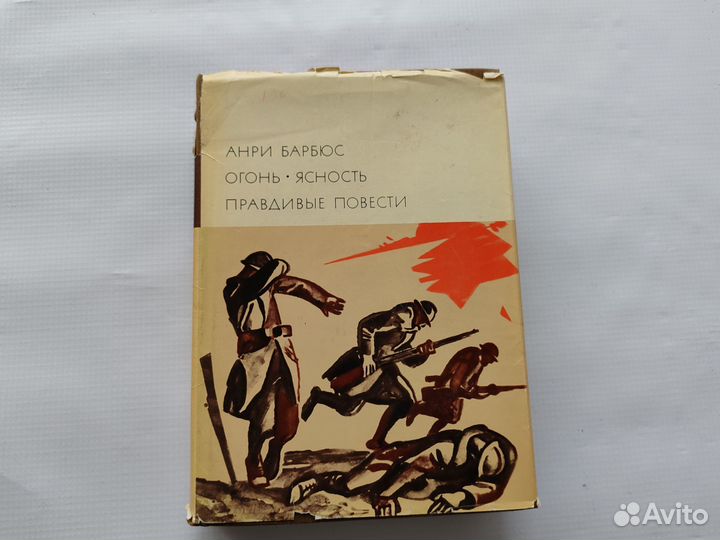 АНРИ БАРБЮС
ОГОНЬ · ЯСНОСТЬ
ПРАВДИВЫЕ ПОВЕСТИ
Avito